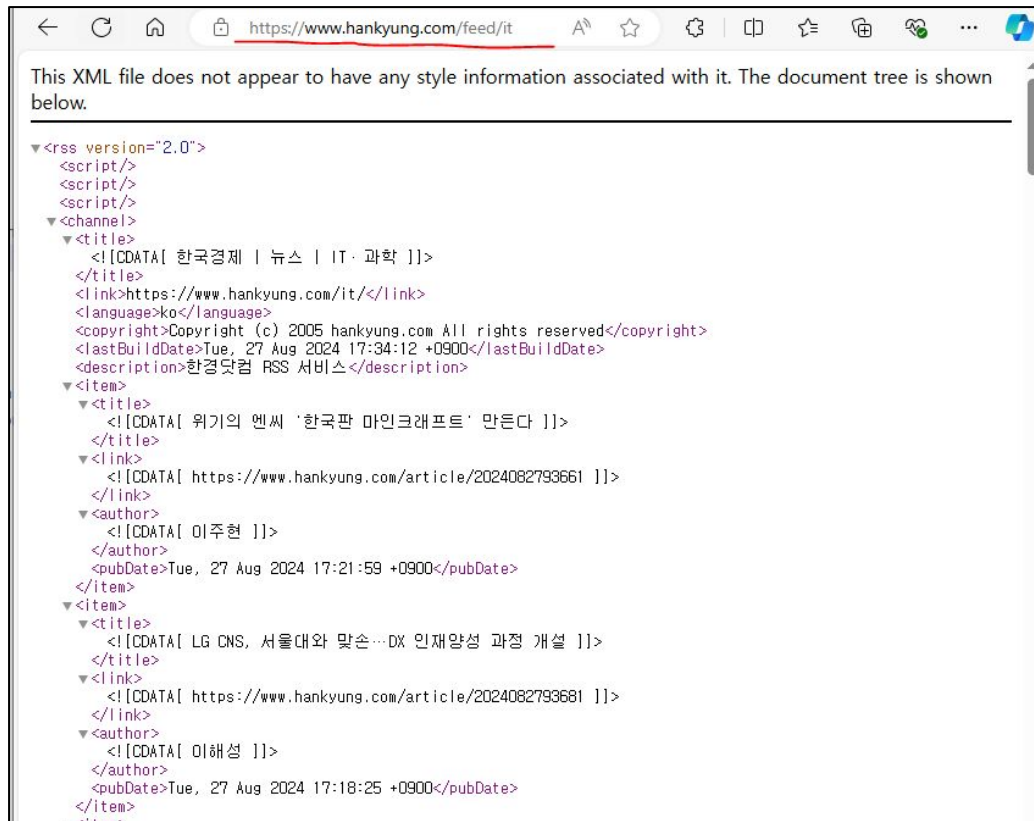 https://www.hankyung.com/feed/it
This XML file does not appear to have any style information associated with it. The document tree is shown
below.
▼<rss version="2.0">
<script/>
<script/>
<script/>
▼<channel>
▼<title>
<![CDATA[ 한국경제 | 뉴스 | IT·과학 ]]>
</title>
<link>https://www.hankyung.com/it/</link>
<language>ko</language>
<copyright>Copyright (c) 2005 hankyung.com All rights reserved</copyright>
<lastBuildDate>Tue, 27 Aug 2024 17:34:12 +0900</lastBuildDate>
<description>한경닷컴 RSS 서비스</description>
▼<item>
▼<title>
<![CDATA[ 위기의 엔씨 '한국판 마인크래프트' 만든다 ]]>
</title>
▼<link>
<![CDATA[ https://www.hankyung.com/article/2024082793661 ]]>
</link>
▼<author>
<![CDATA[ 이주현 ]]>
</author>
<pubDate>Tue, 27 Aug 2024 17:21:59 +0900</pubDate>
</item>
▼<item>
▼<title>
<![CDATA[ LG CNS, 서울대와 맞손…DX 인재양성 과정 개설 ]]>
</title>
▼<link>
<![CDATA[ https://www.hankyung.com/article/2024082793681 ]]>
</link>
▼<author>
<![CDATA[ 이해성 ]]>
</author>
<pubDate>Tue, 27 Aug 2024 17:18:25 +0900</pubDate>
</item>